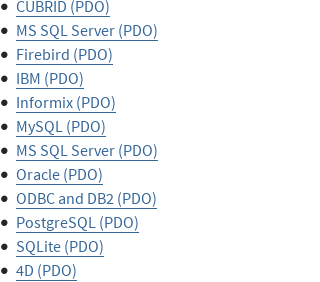 CUBRID (PDO)
MS SQL Server (PDO)
Firebird (PDO)
IBM (PDO)
Informix (PDO)
MySQL (PDO)
MS SQL Server (PDO)
Oracle (PDO)
ODBC and DB2 (PDO)
PostgreSQL (PDO)
SQLite (PDO)
4D (PDO)